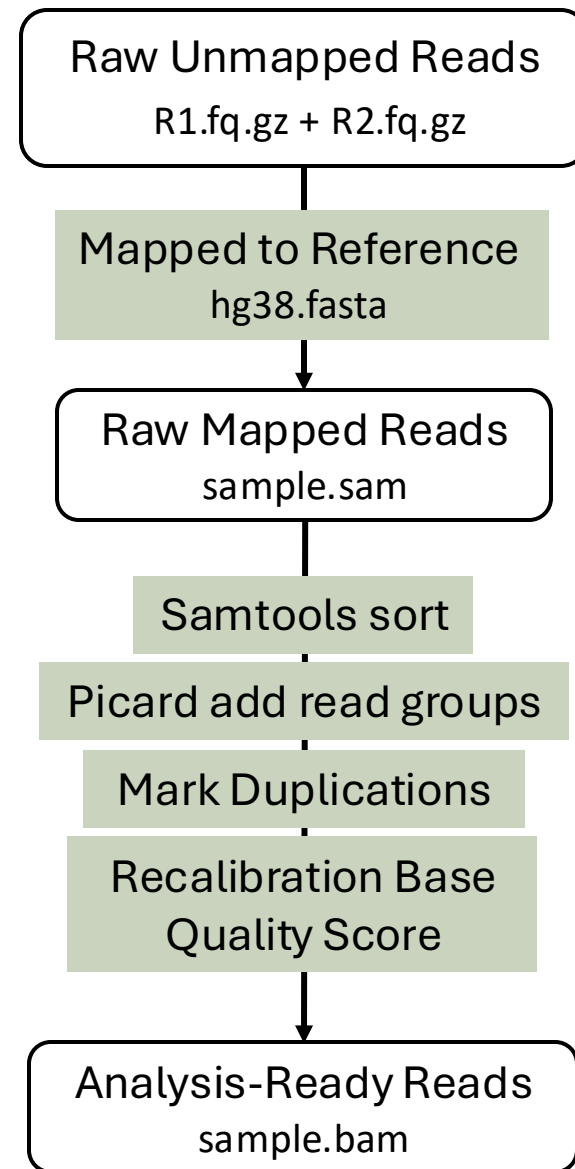 Raw Unmapped Reads
R1.fq.gz + R2.fq.gz
Mapped to Reference
hg38.fasta
Raw Mapped Reads
sample.sam
Samtools sort
Picard add read groups
Mark Duplications
Recalibration Base
Quality Score
Analysis-Ready Reads
sample.bam